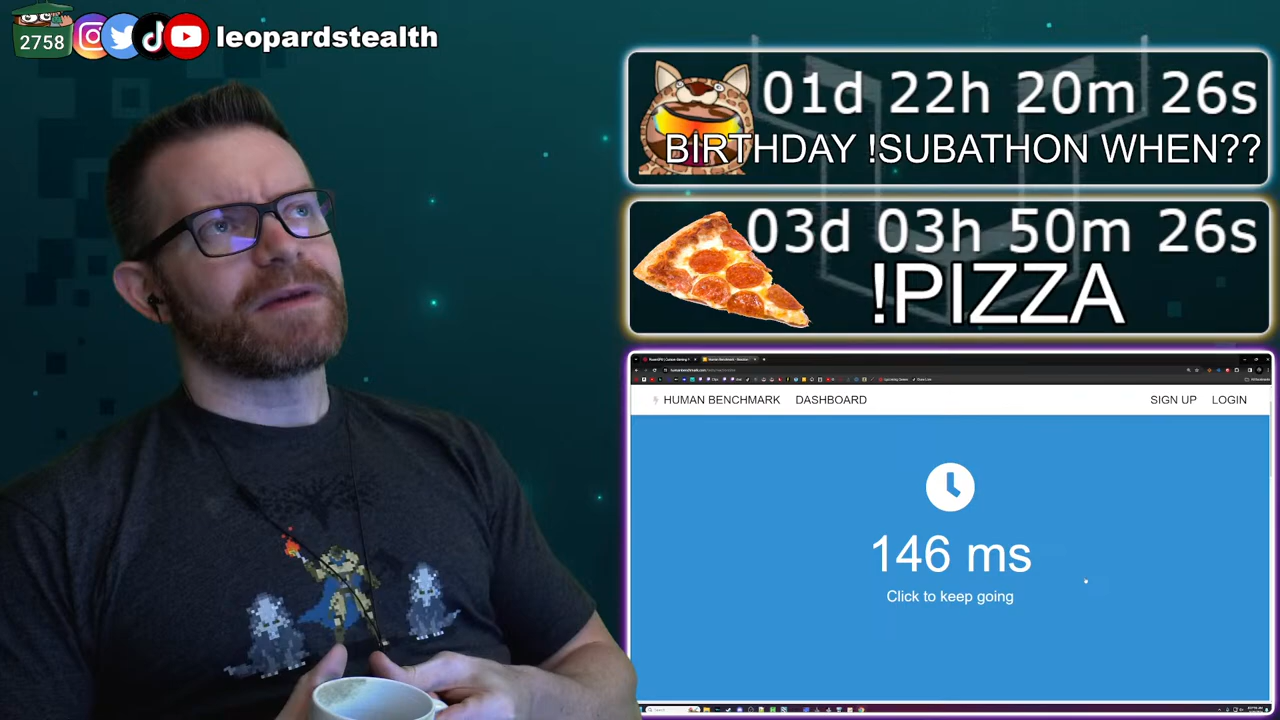 2758
leopardstealth
01d 22h 20m 26s
BIRTHDAY !SUBATHON WHEN??
03d 03h 50m 26s
!PIZZA
HUMAN BENCHMARK DASHBOARD SIGN UP LOGIN
146 ms
Click to keep going